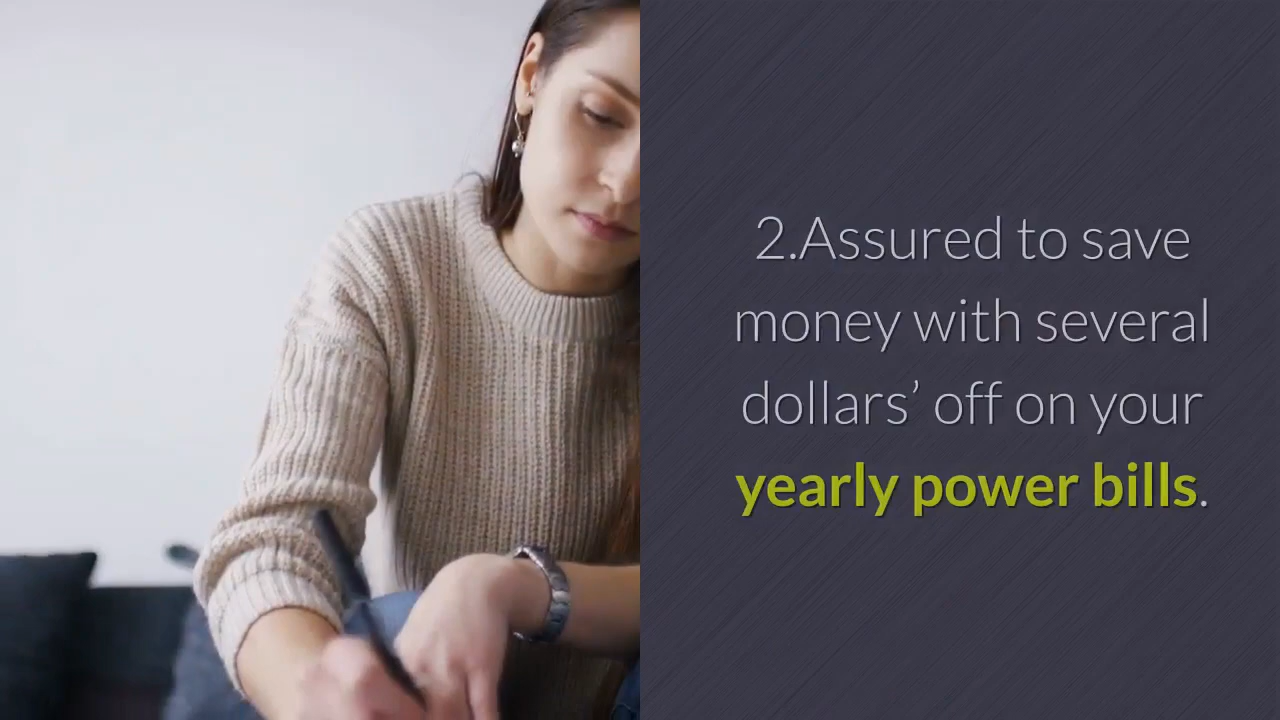 2.Assured to save
money with several
dollars’ off on your
yearly power bills.